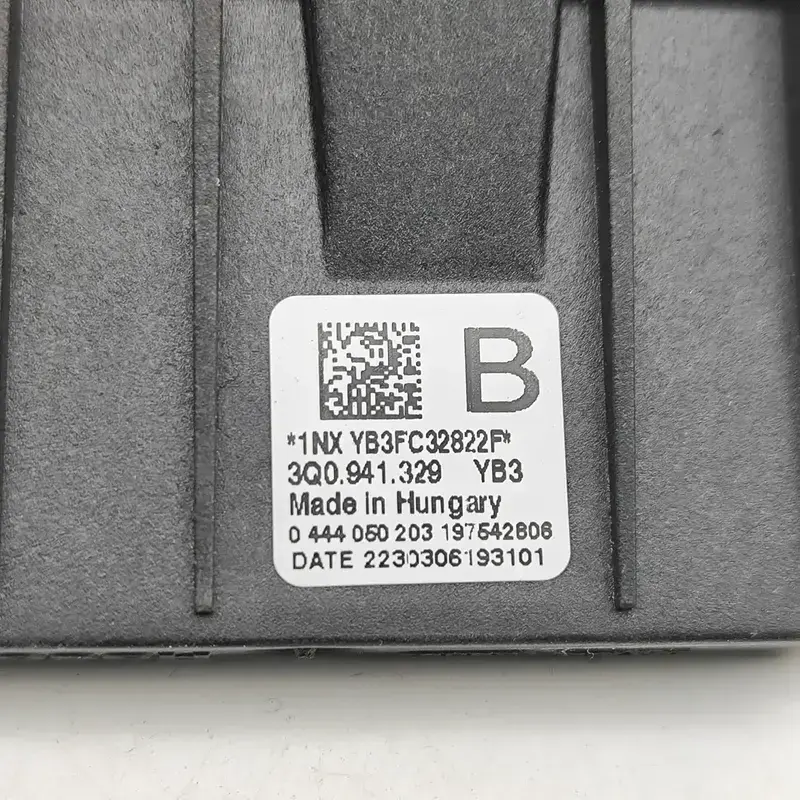 B
*1NX YB3FC32822F*
3Q0.941.329 YB3
Made in Hungary
0 444 050 203 197542806
DATE 2230306193101